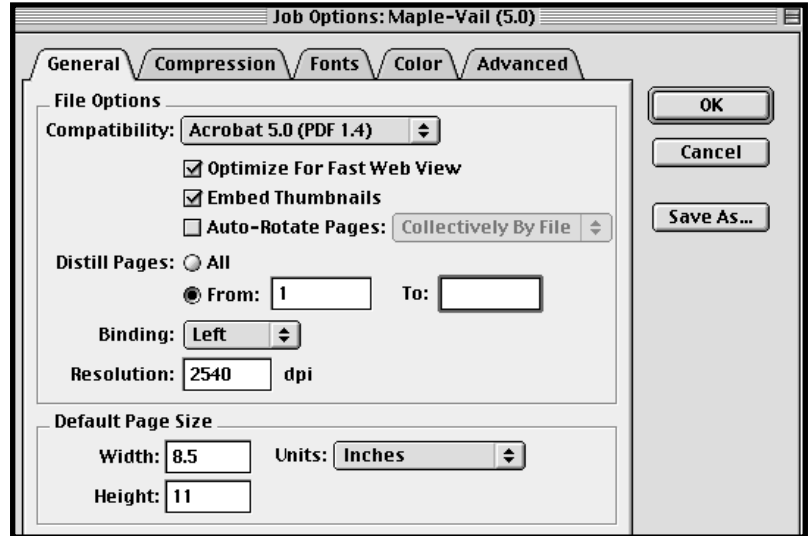 Job Options: Maple-Vail (5.0)
General Compression Fonts Color Advanced
File Options
Compatibility: Acrobat 5.0 (PDF 1.4)
Optimize For Fast Web View
Embed Thumbnails
Auto-Rotate Pages: Collectively By File
Distill Pages: All
From: 1 To:
Binding: Left
Resolution: 2540 dpi
Default Page Size
Width: 8.5 Units: Inches
Height: 11
OK
Cancel
Save As...